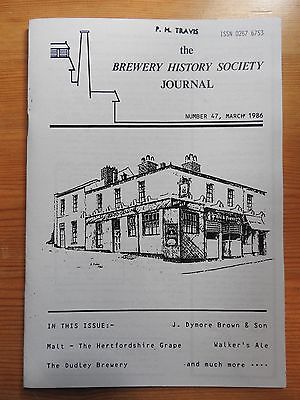 P. M. TRAVIS
ISSN 0267 6753
the
BREWERY HISTORY SOCIETY
JOURNAL
NUMBER 47, MARCH 1986
IN THIS ISSUE:-
J. Dymore Brown & Son
Malt - The Hertfordshire Grape
Walker's Ale
The Dudley Brewery
and much more ....